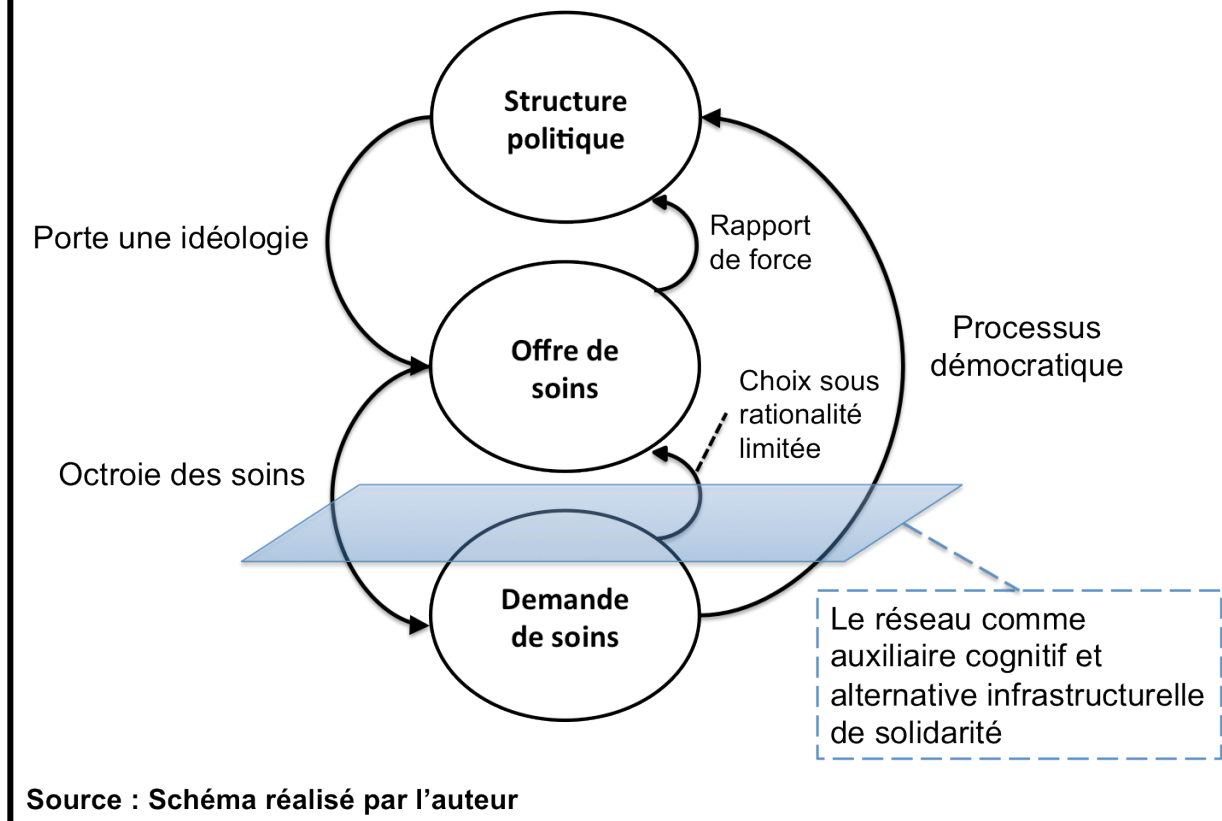 Structure
politique
Porte une idéologie
Rapport
de force
Offre de
soins
Processus
démocratique
Choix sous
rationalité
limitée
Octroie des soins
Demande
de soins
Le réseau comme
auxiliaire cognitif et
alternative infrastructurelle
de solidarité
Source : Schéma réalisé par l'auteur